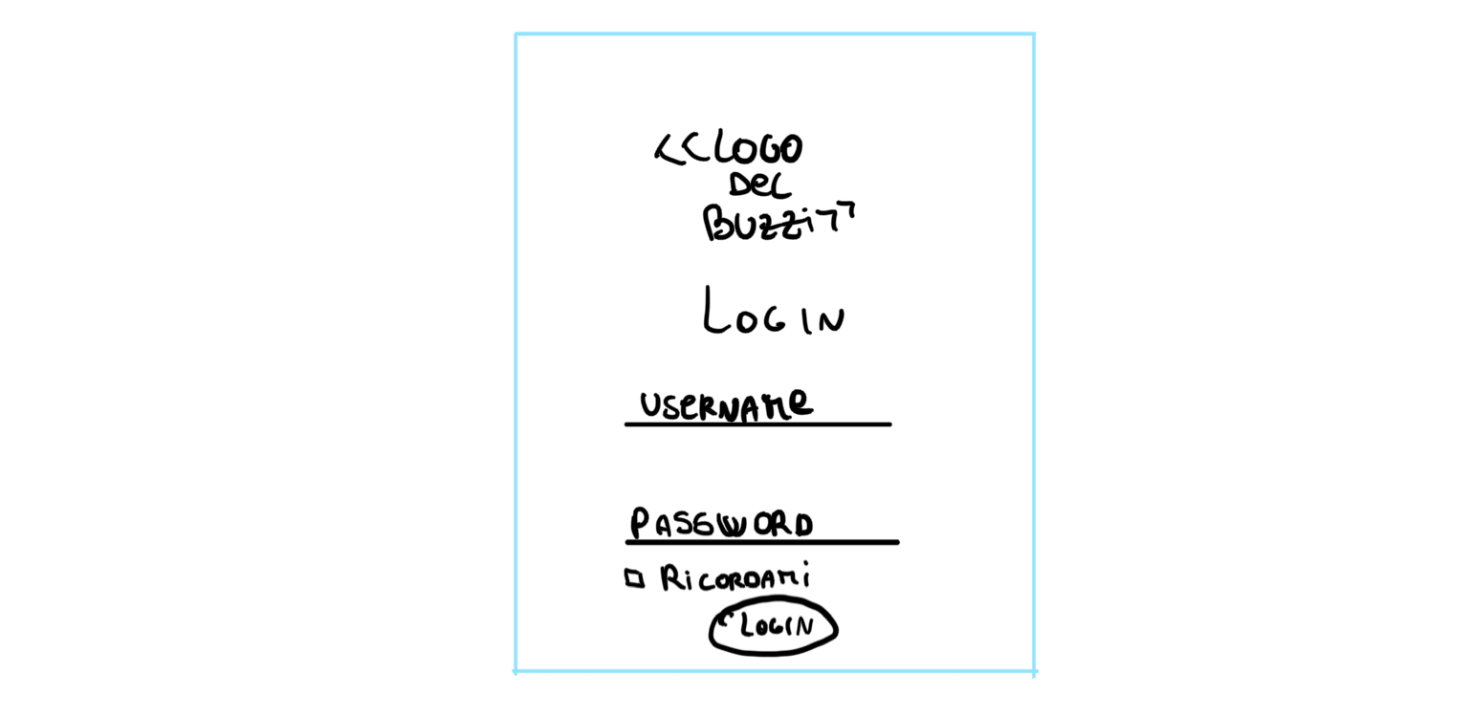 <<LOGO
DEL
BUZZI>>
LOGIN
USERNAME
PASSWORD
RICORDAMI
LOGIN